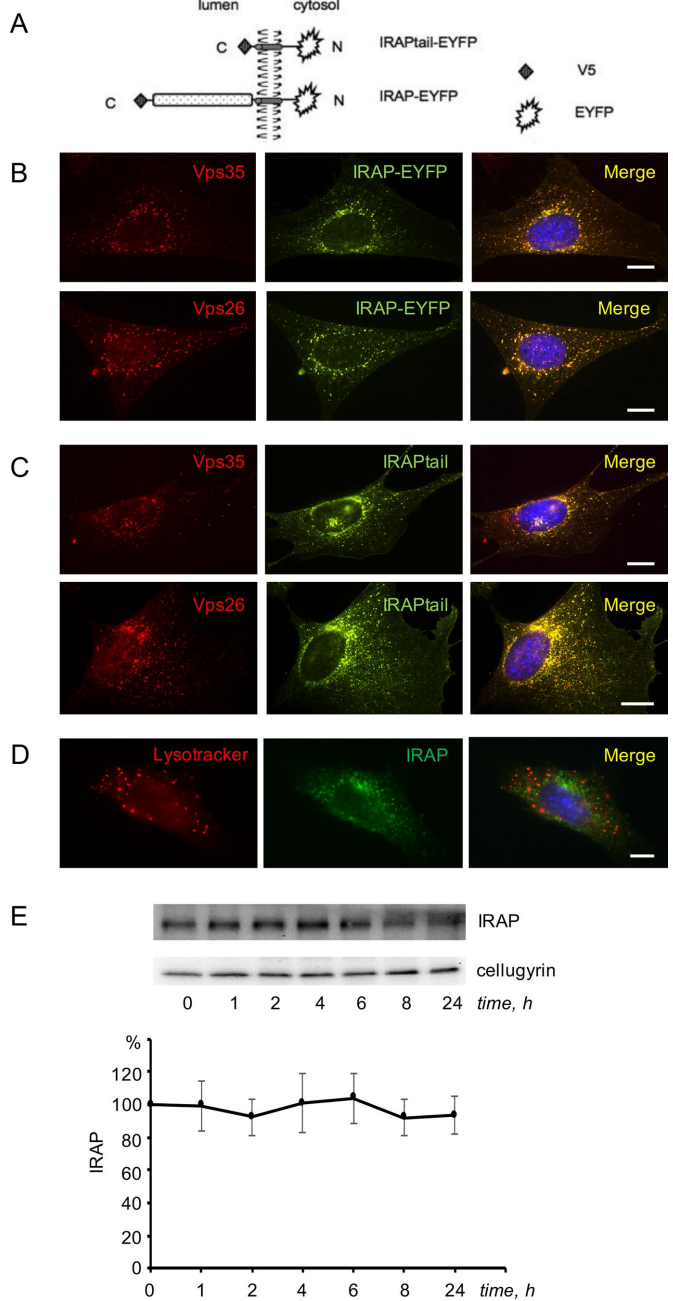 A
lumen cytosol
C N IRAPtail-EYFP
V5
C N IRAP-EYFP
EYFP
B
Vps35 IRAP-EYFP Merge
Vps26 IRAP-EYFP Merge
C
Vps35 IRAPtail Merge
Vps26 IRAPtail Merge
D
Lysotracker IRAP Merge
E
IRAP
cellugyrin
0 1 2 4 6 8 24 time, h
%
120
100
80
60
40
20
0
IRAP
0 1 2 4 6 8 24 time, h